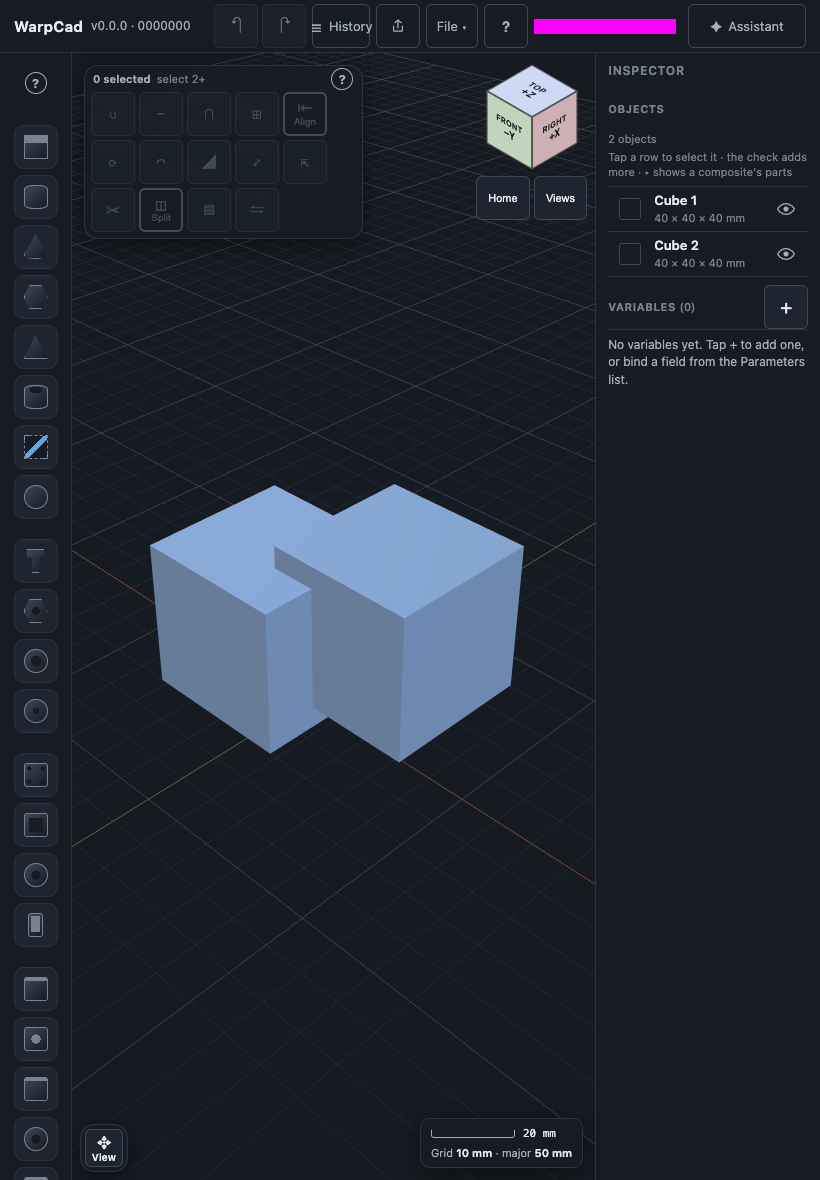 WarpCad v0.0.0 · 0000000
History
File
?
Assistant
?
0 selected select 2+
?
Align
Split
TOP
+Z
FRONT
−Y
RIGHT
+X
Home
Views
INSPECTOR
OBJECTS
2 objects
Tap a row to select it · the check adds
more · ▸ shows a composite's parts
Cube 1
40 × 40 × 40 mm
Cube 2
40 × 40 × 40 mm
VARIABLES (0)
+
No variables yet. Tap + to add one,
or bind a field from the Parameters
list.
View
20 mm
Grid 10 mm · major 50 mm